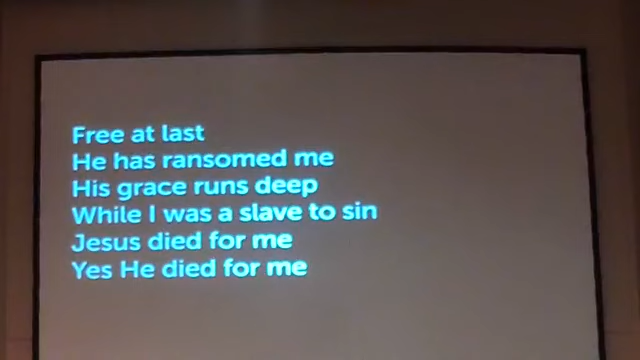 Free at last
He has ransomed me
His grace runs deep
While I was a slave to sin
Jesus died for me
Yes He died for me